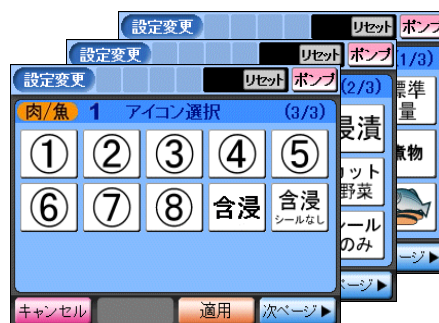 設定変更 リセット ポンプ
1/3)
標準
量
煮物
ページ▶
設定変更 リセット ポンプ
(2/3)
浸漬
カット
野菜
シール
のみ
ページ▶
設定変更 リセット ポンプ
肉/魚 1 アイコン選択 (3/3)
① ② ③ ④ ⑤
⑥ ⑦ ⑧ 含浸 含浸
シールなし
キャンセル 適用 次ページ▶